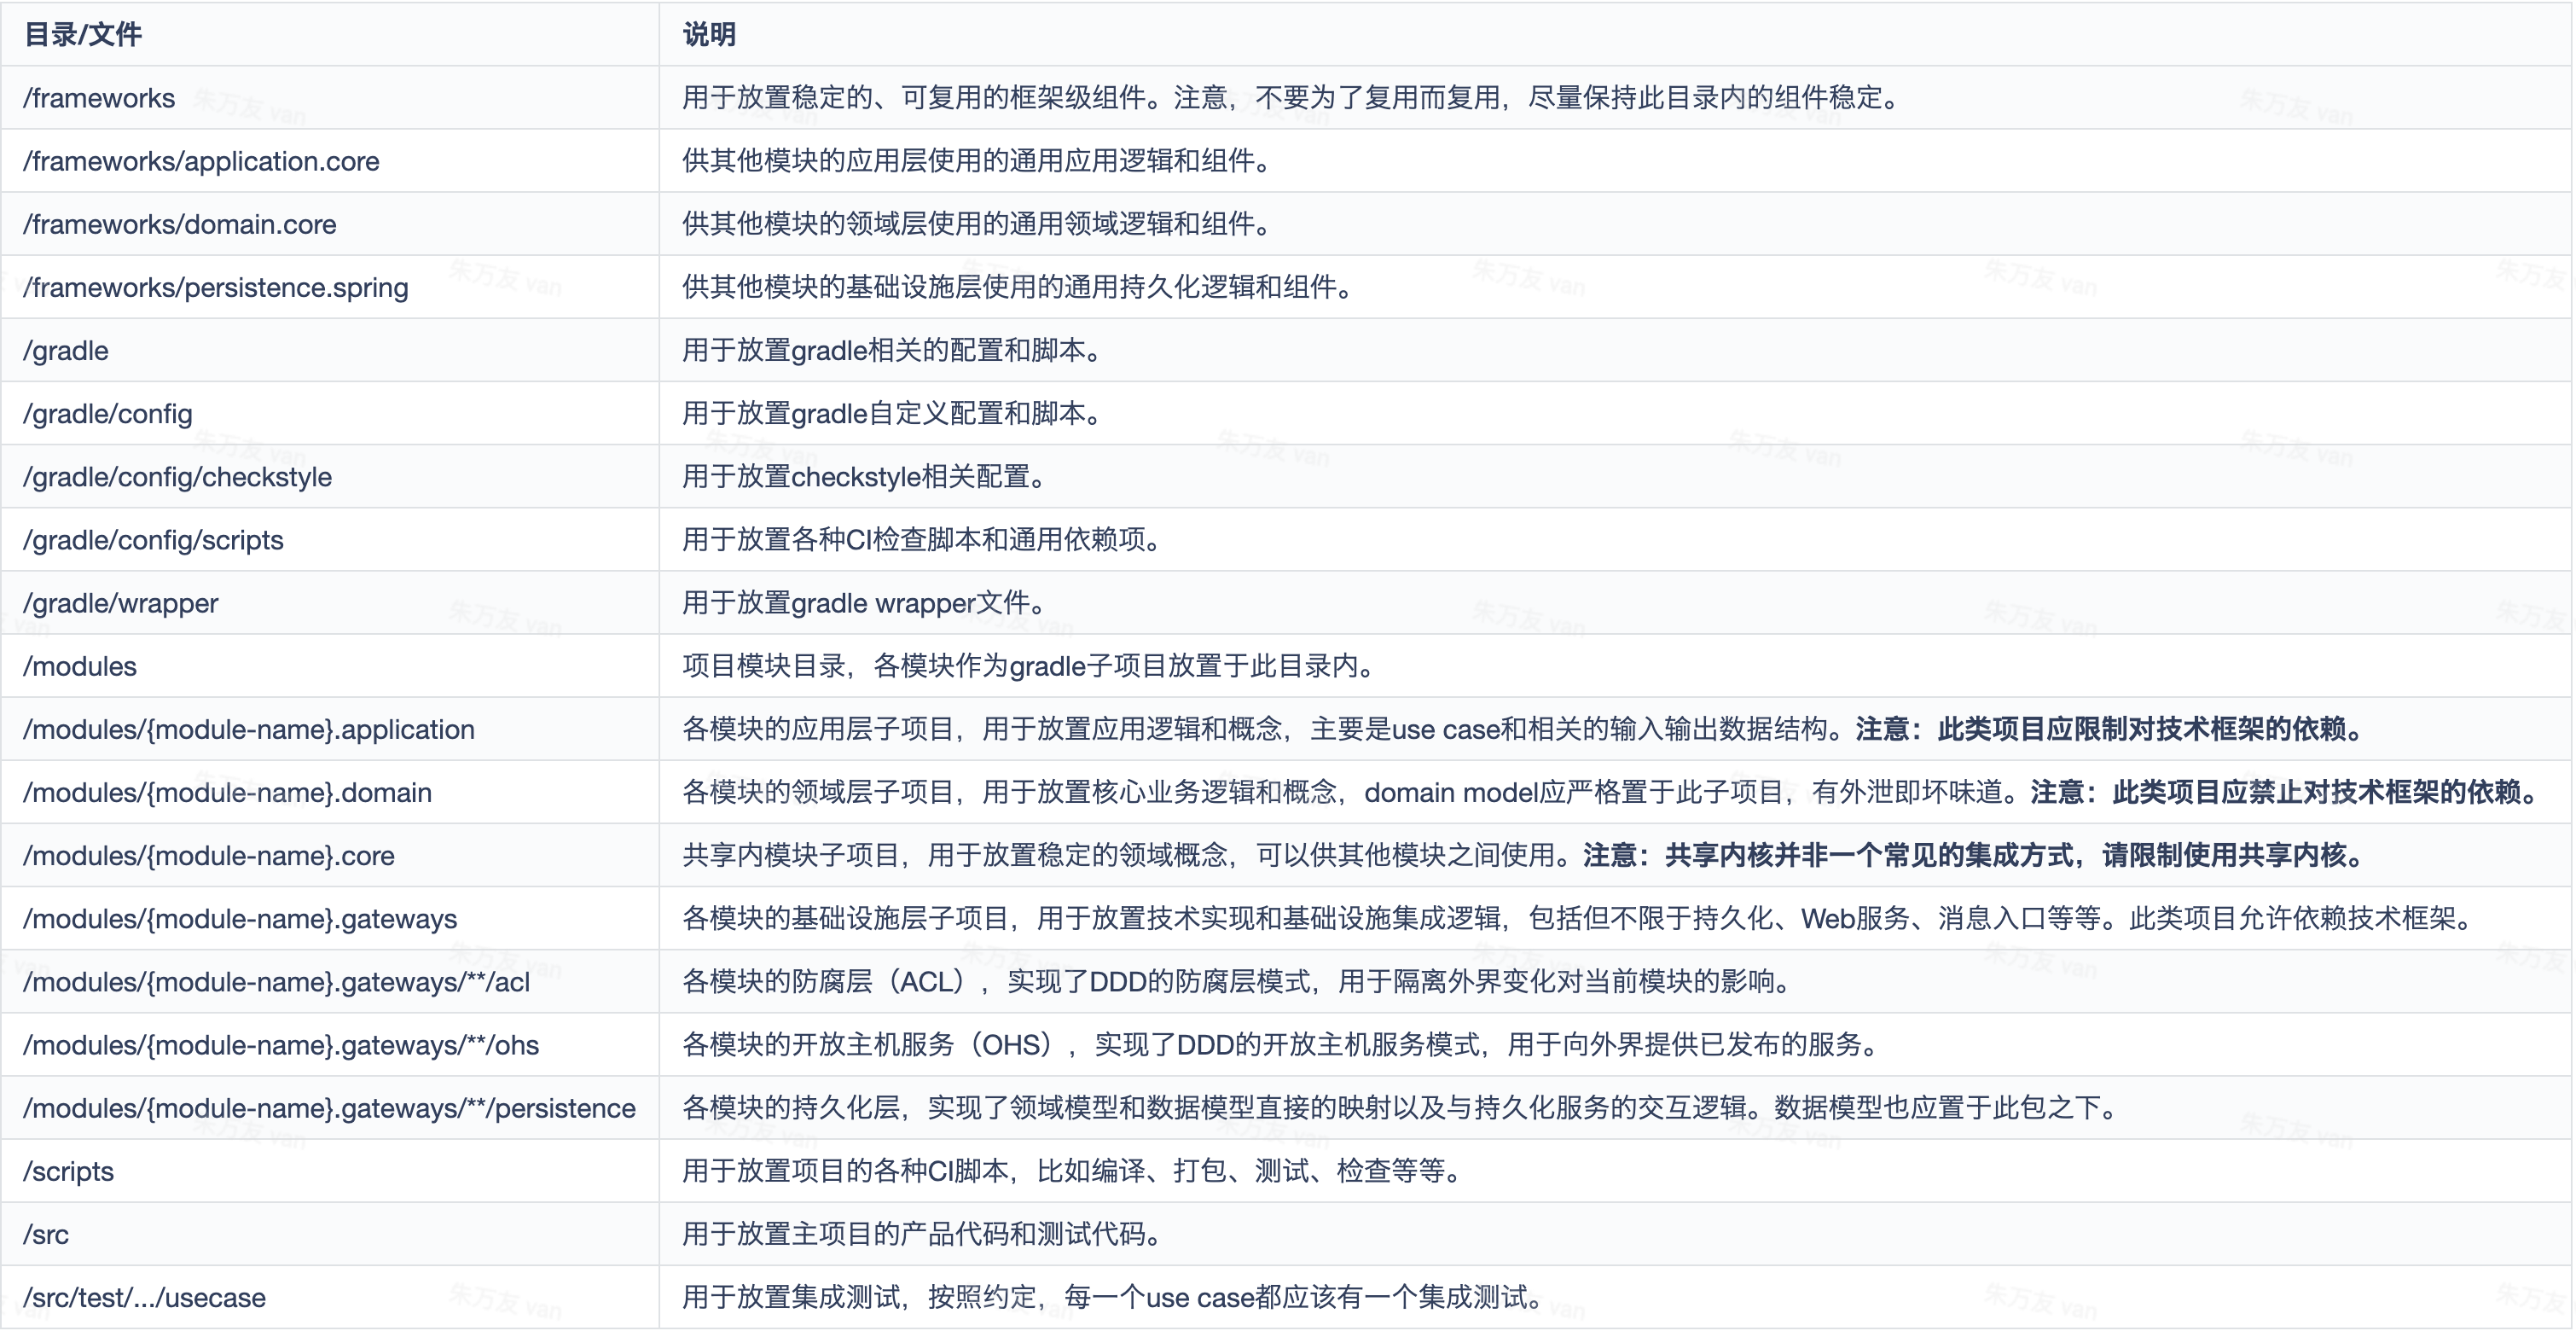 目录/文件 说明
/frameworks 用于放置稳定的、可复用的框架级组件。注意，不要为了复用而复用，尽量保持此目录内的组件稳定。
/frameworks/application.core 供其他模块的应用层使用的通用应用逻辑和组件。
/frameworks/domain.core 供其他模块的领域层使用的通用领域逻辑和组件。
/frameworks/persistence.spring 供其他模块的基础设施层使用的通用持久化逻辑和组件。
/gradle 用于放置gradle相关的配置和脚本。
/gradle/config 用于放置gradle自定义配置和脚本。
/gradle/config/checkstyle 用于放置checkstyle相关配置。
/gradle/config/scripts 用于放置各种CI检查脚本和通用依赖项。
/gradle/wrapper 用于放置gradle wrapper文件。
/modules 项目模块目录，各模块作为gradle子项目放置于此目录内。
/modules/{module-name}.application 各模块的应用层子项目，用于放置应用逻辑和概念，主要是use case和相关的输入输出数据结构。注意：此类项目应限制对技术框架的依赖。
/modules/{module-name}.domain 各模块的领域层子项目，用于放置核心业务逻辑和概念，domain model应严格置于此子项目，有外泄即坏味道。注意：此类项目应禁止对技术框架的依赖。
/modules/{module-name}.core 共享内模块子项目，用于放置稳定的领域概念，可以供其他模块之间使用。注意：共享内核并非一个常见的集成方式，请限制使用共享内核。
/modules/{module-name}.gateways 各模块的基础设施层子项目，用于放置技术实现和基础设施集成逻辑，包括但不限于持久化、Web服务、消息入口等等。此类项目允许依赖技术框架。
/modules/{module-name}.gateways/**/acl 各模块的防腐层（ACL），实现了DDD的防腐层模式，用于隔离外界变化对当前模块的影响。
/modules/{module-name}.gateways/**/ohs 各模块的开放主机服务（OHS），实现了DDD的开放主机服务模式，用于向外界提供已发布的服务。
/modules/{module-name}.gateways/**/persistence 各模块的持久化层，实现了领域模型和数据模型直接的映射以及与持久化服务的交互逻辑。数据模型也应置于此包之下。
/scripts 用于放置项目的各种CI脚本，比如编译、打包、测试、检查等等。
/src 用于放置主项目的产品代码和测试代码。
/src/test/.../usecase 用于放置集成测试，按照约定，每一个use case都应该有一个集成测试。
朱万友 van